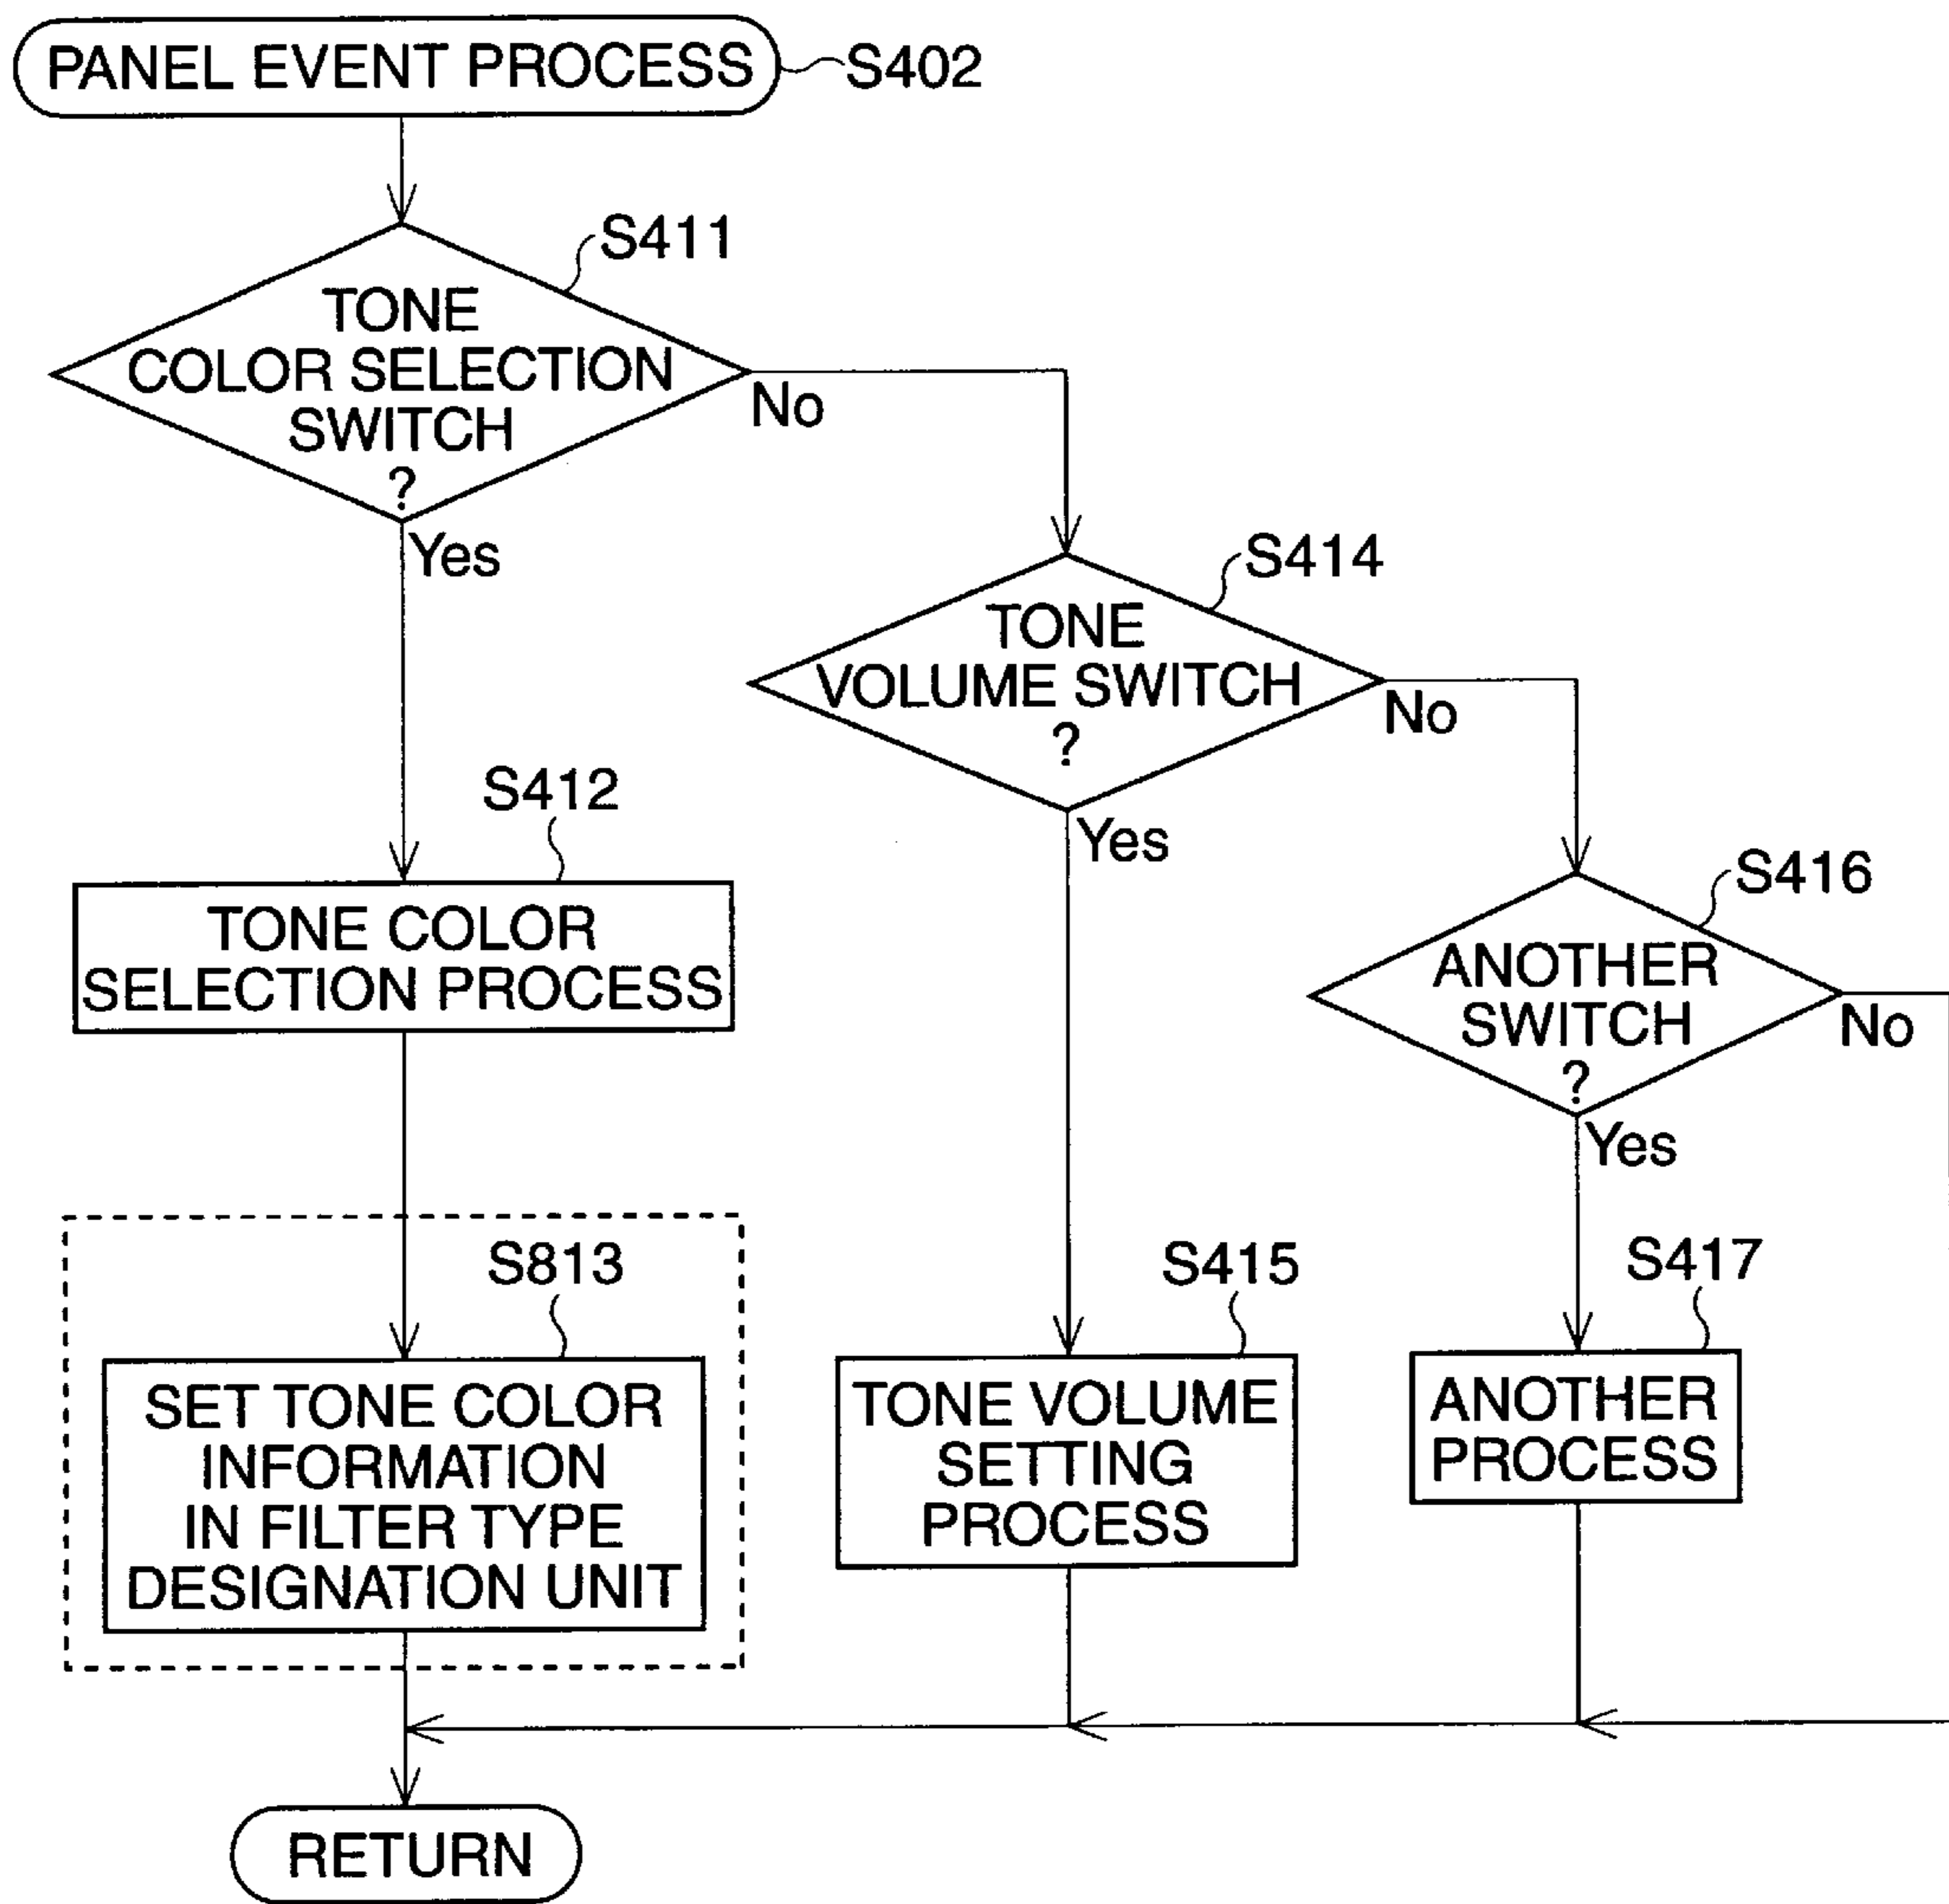 PANEL EVENT PROCESS
S402
S411
TONE
COLOR SELECTION
SWITCH
?
No
Yes
S414
TONE
VOLUME SWITCH
?
No
Yes
S412
TONE COLOR
SELECTION PROCESS
S416
ANOTHER
SWITCH
?
No
Yes
S813
SET TONE COLOR
INFORMATION
IN FILTER TYPE
DESIGNATION UNIT
S415
TONE VOLUME
SETTING
PROCESS
S417
ANOTHER
PROCESS
RETURN